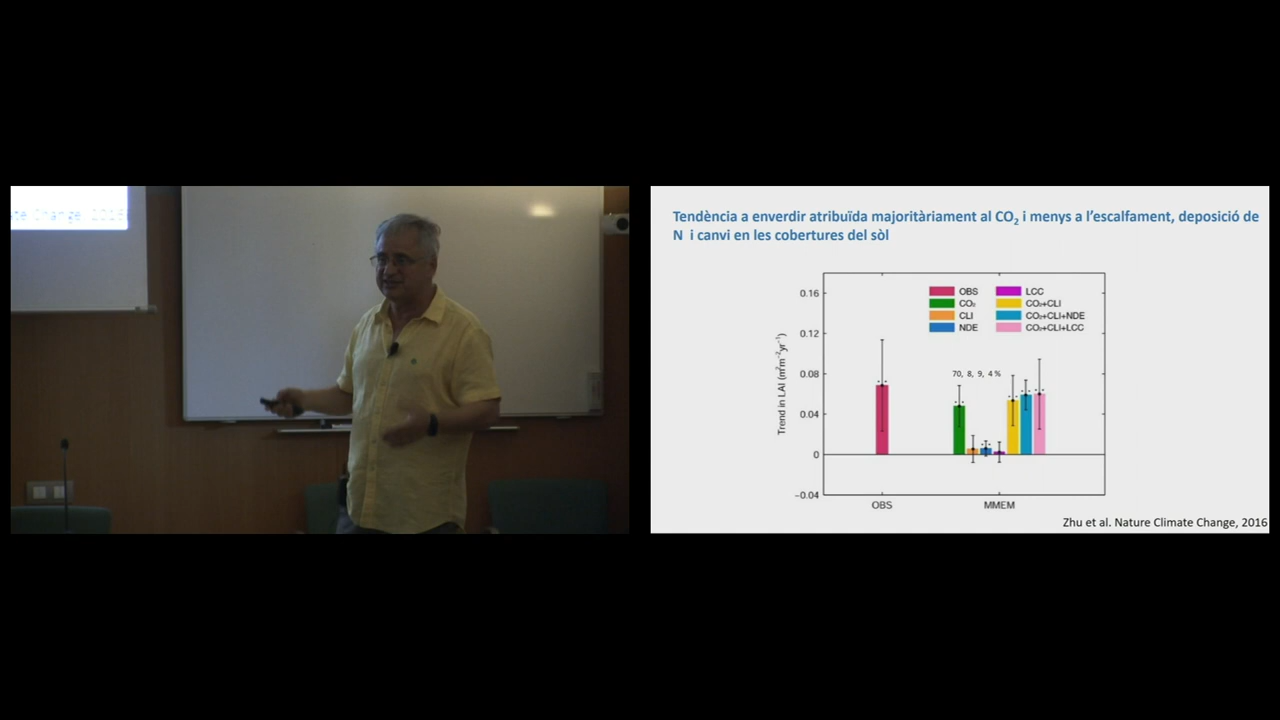 ate Change 2016
Tendència a enverdir atribuïda majoritàriament al CO₂ i menys a l'escalfament, deposició de
N i canvi en les cobertures del sòl
0.16
0.12
0.08
0.04
0
−0.04
Trend in LAI (m²m⁻²yr⁻¹)
OBS
CO₂
CLI
NDE
LCC
CO₂+CLI
CO₂+CLI+NDE
CO₂+CLI+LCC
70, 8, 9, 4 %
OBS
MMEM
Zhu et al. Nature Climate Change, 2016